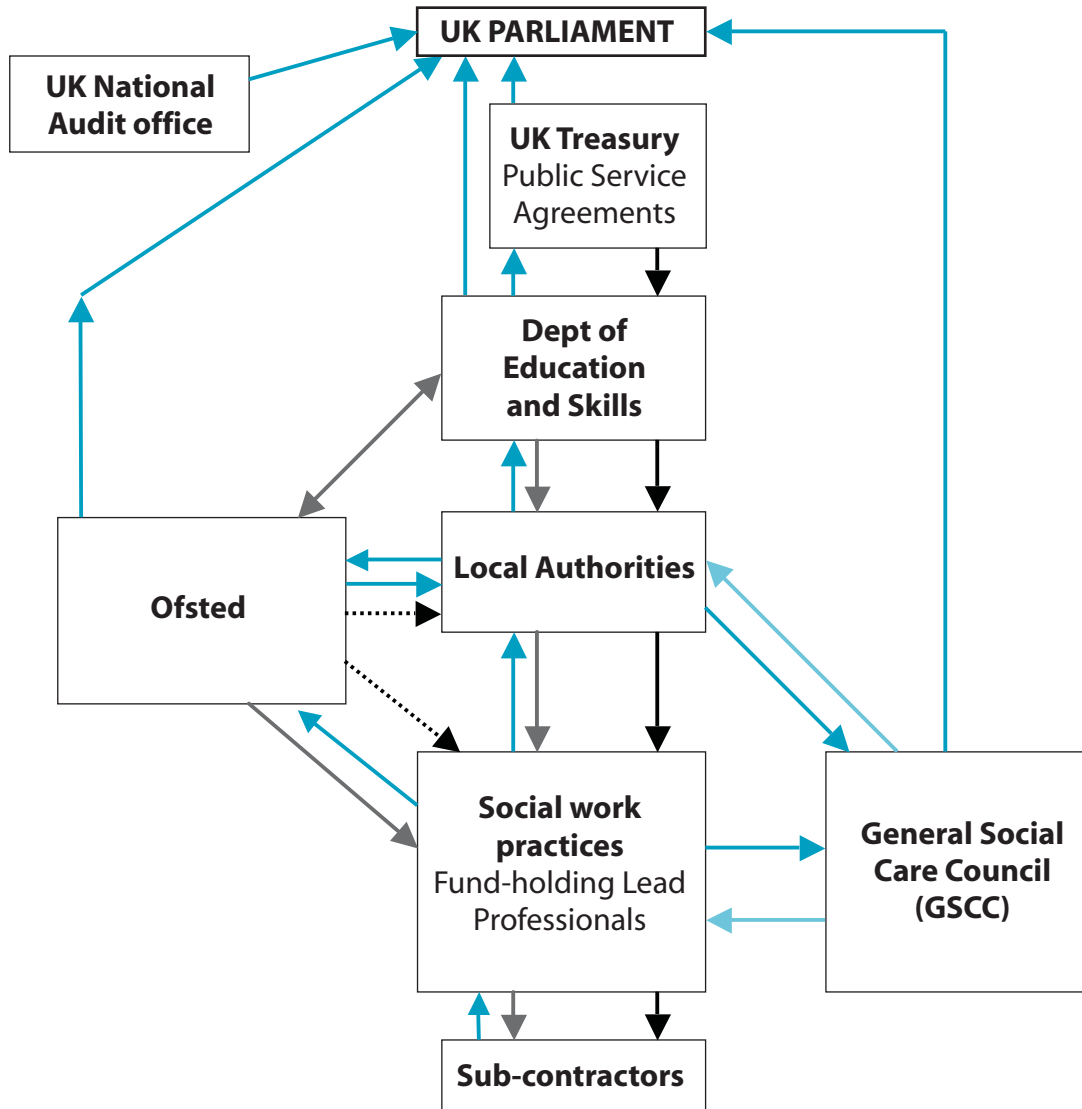 UK PARLIAMENT
UK National
Audit office
UK Treasury
Public Service
Agreements
Dept of
Education
and Skills
Ofsted
Local Authorities
Social work
practices
Fund-holding Lead
Professionals
General Social
Care Council
(GSCC)
Sub-contractors